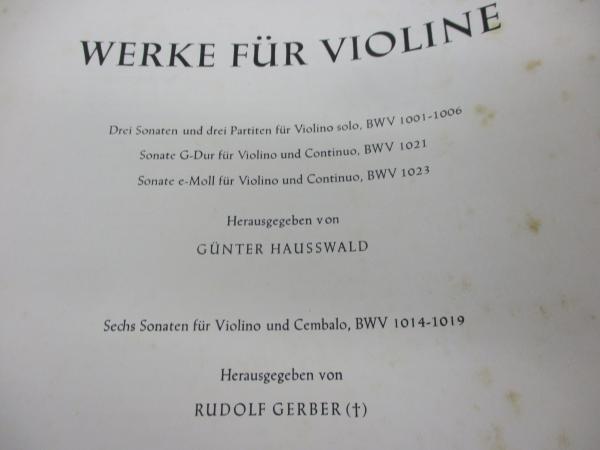 WERKE FÜR VIOLINE
Drei Sonaten und drei Partiten für Violino solo, BWV 1001-1006
Sonate G-Dur für Violino und Continuo, BWV 1021
Sonate e-Moll für Violino und Continuo, BWV 1023
Herausgegeben von
GÜNTER HAUSSWALD
Sechs Sonaten für Violino und Cembalo, BWV 1014-1019
Herausgegeben von
RUDOLF GERBER (†)